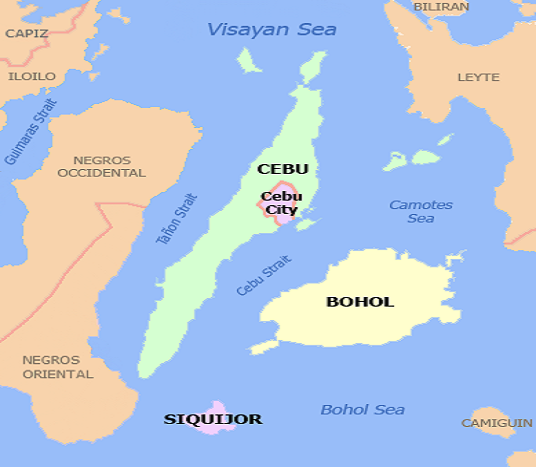 BILIRAN
CAPIZ
Visayan Sea
ILOILO
LEYTE
Guimaras Strait
NEGROS
OCCIDENTAL
CEBU
Cebu
City
Tañon Strait
Camotes
Sea
Cebu Strait
BOHOL
NEGROS
ORIENTAL
SIQUIJOR
Bohol Sea
CAMIGUIN